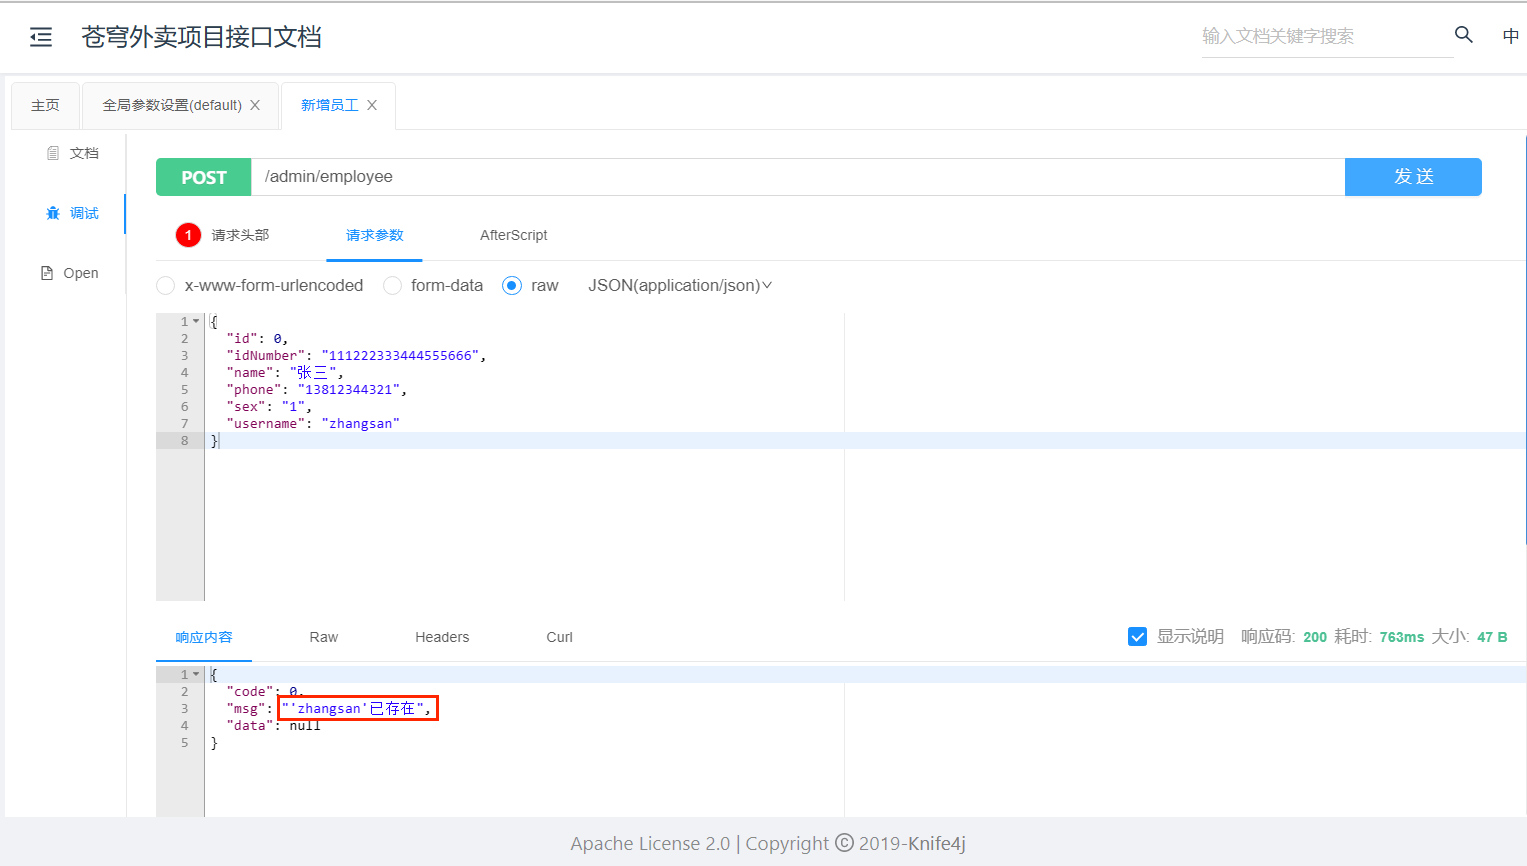 苍穹外卖项目接口文档
输入文档关键字搜索
中
主页
全局参数设置(default)
新增员工
文档
调试
Open
POST
/admin/employee
发送
1 请求头部
请求参数
AfterScript
x-www-form-urlencoded
form-data
raw
JSON(application/json)
1 {
2 "id": 0,
3 "idNumber": "111222333444555666",
4 "name": "张三",
5 "phone": "13812344321",
6 "sex": "1",
7 "username": "zhangsan"
8 }
响应内容
Raw
Headers
Curl
显示说明
响应码: 200 耗时: 763ms 大小: 47 B
1 {
2 "code": 0,
3 "msg": "'zhangsan'已存在",
4 "data": null
5 }
Apache License 2.0 | Copyright © 2019-Knife4j